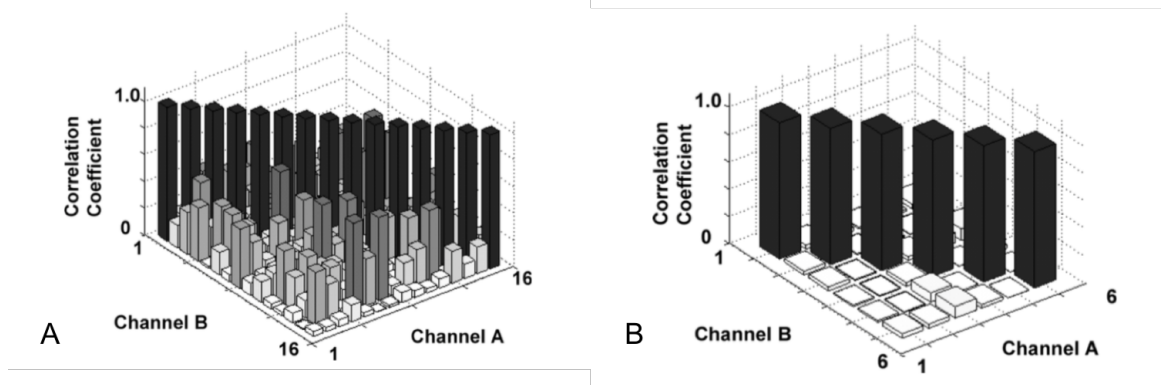 1.0
Correlation
Coefficient
0
1
Channel B
16
1
Channel A
16
A
1.0
Correlation
Coefficient
0
1
Channel B
6
1
Channel A
6
B